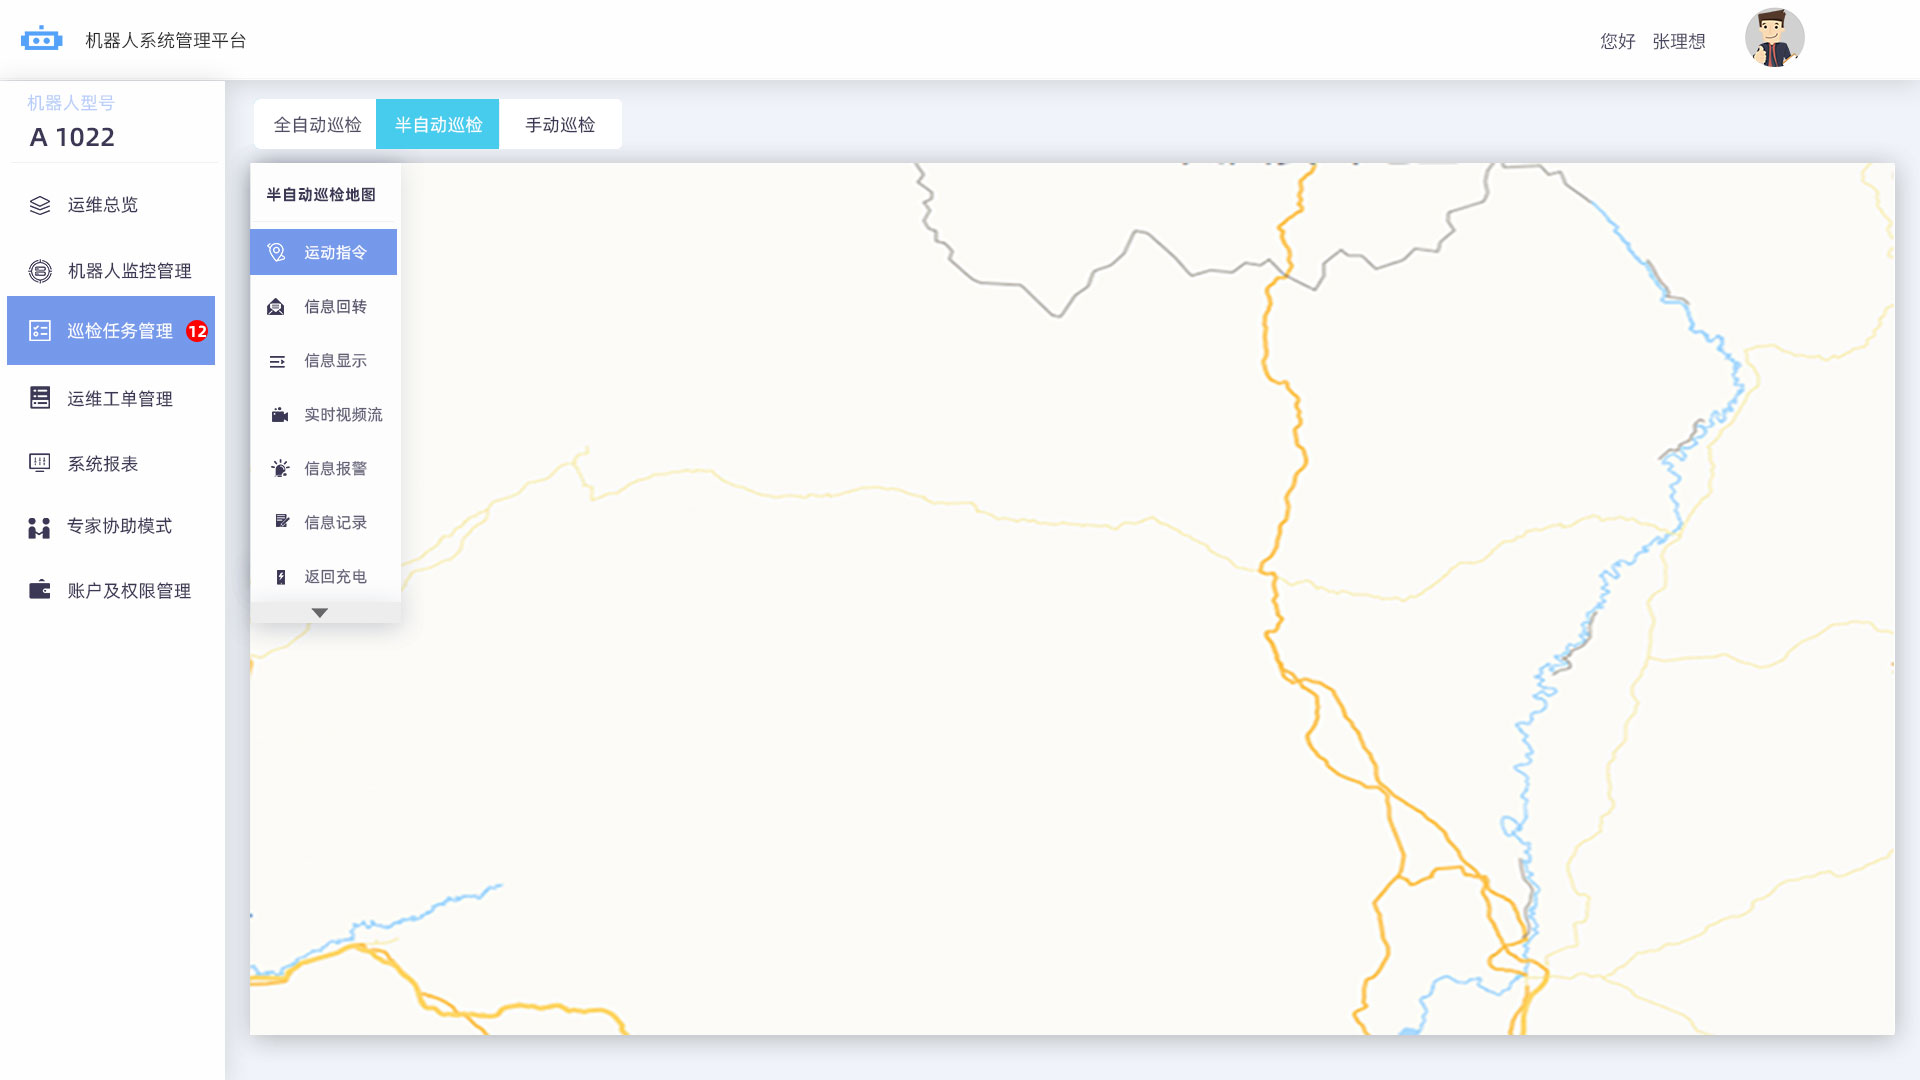 机器人系统管理平台
您好 张理想
机器人型号
A 1022
运维总览
机器人监控管理
巡检任务管理 12
运维工单管理
系统报表
专家协助模式
账户及权限管理
全自动巡检 半自动巡检 手动巡检
半自动巡检地图
运动指令
信息回转
信息显示
实时视频流
信息报警
信息记录
返回充电